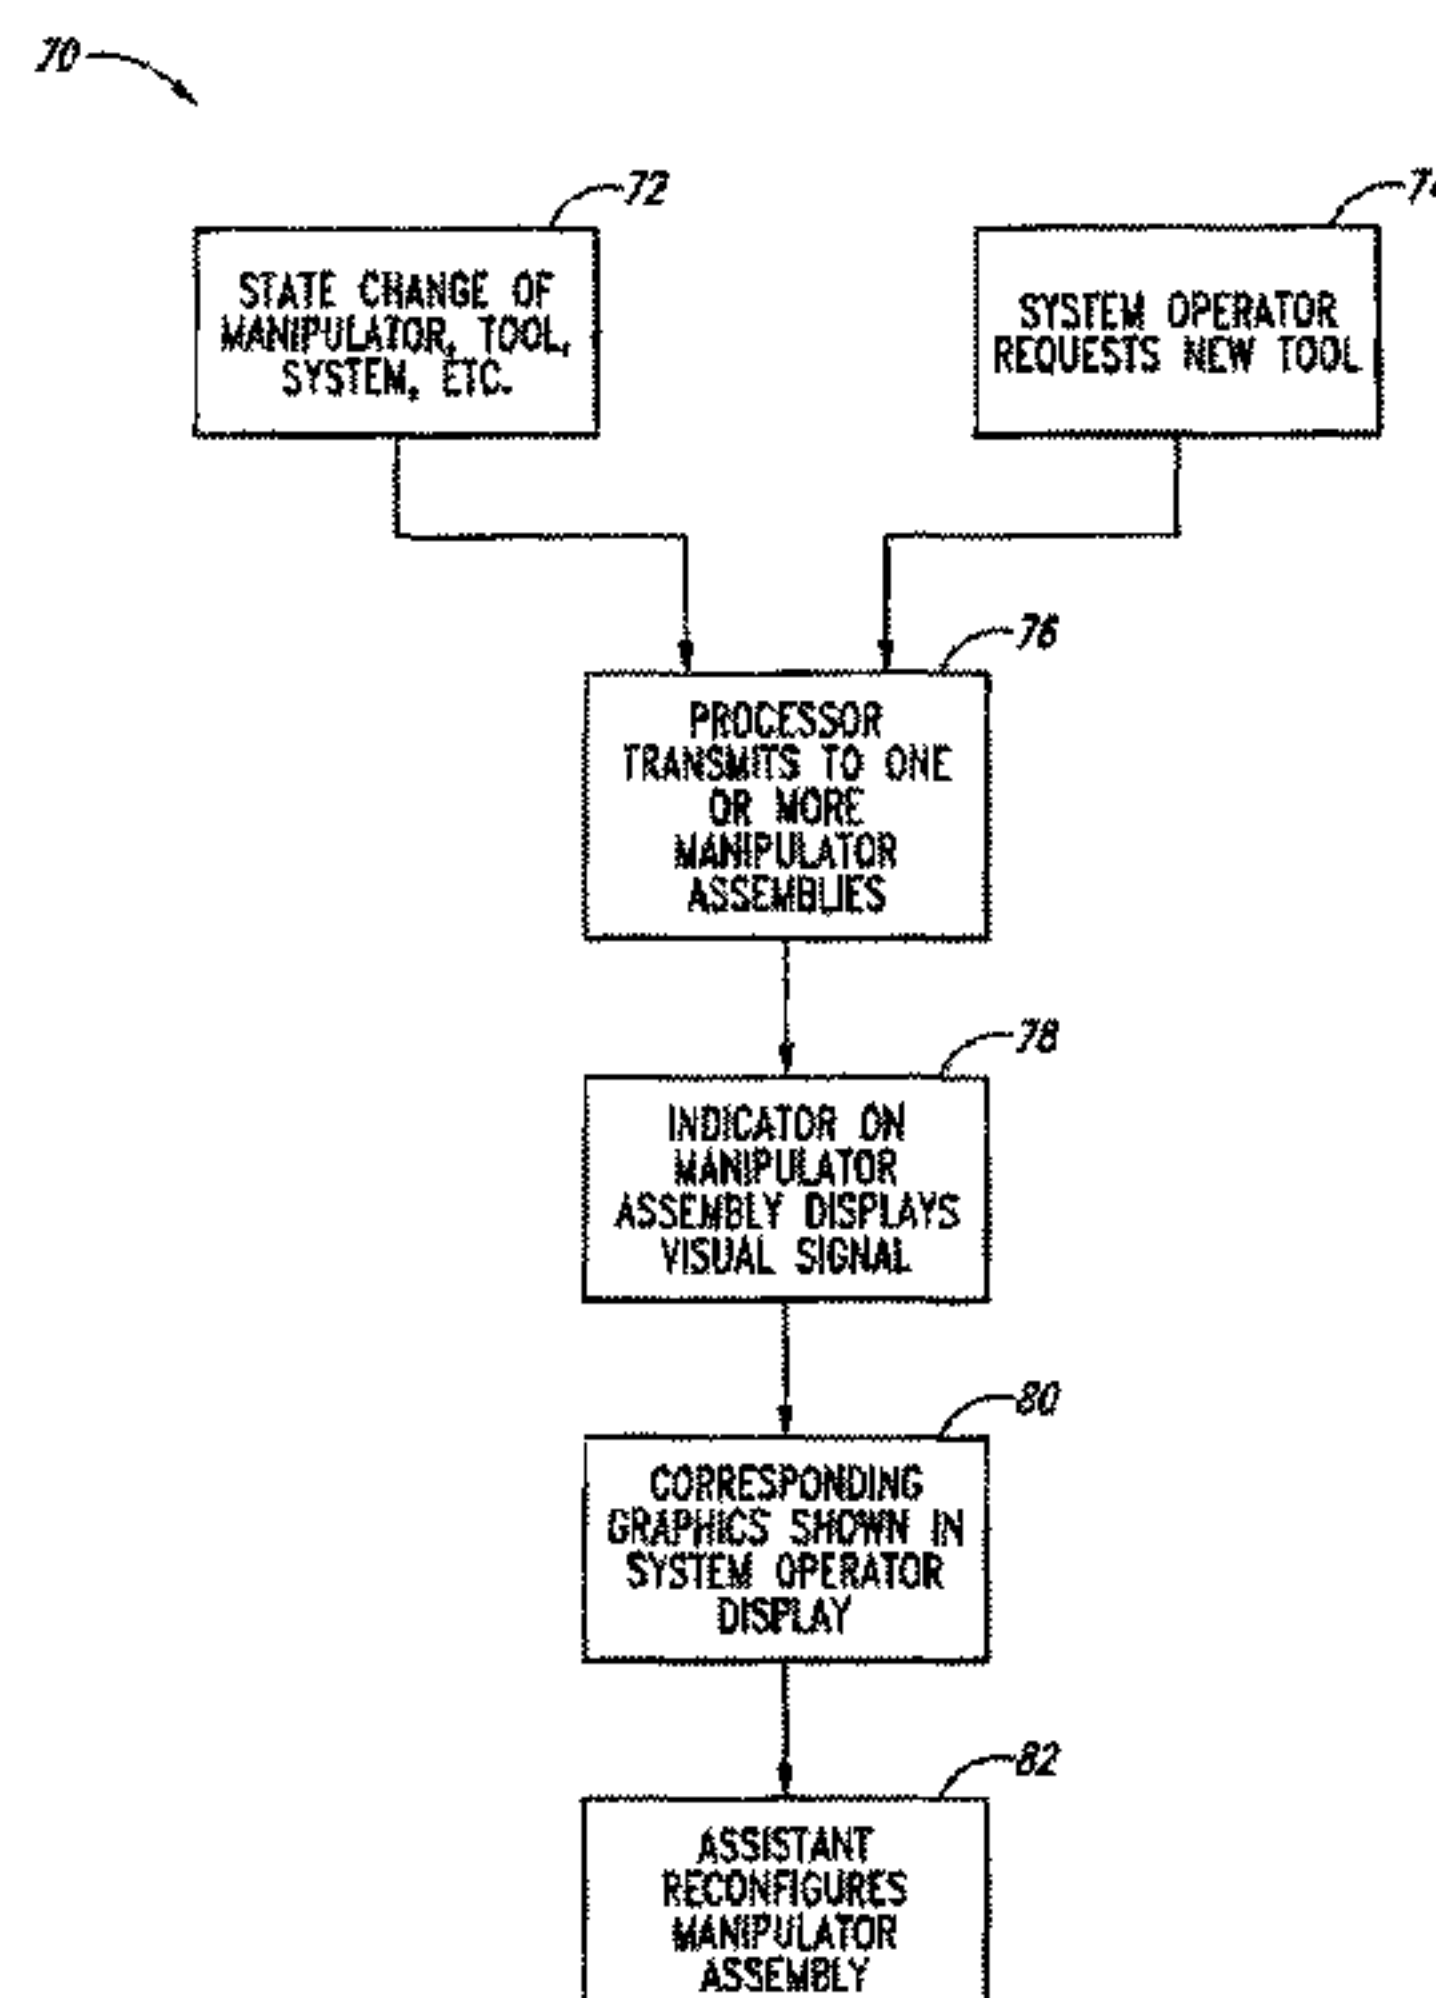 70
72
STATE CHANGE OF
MANIPULATOR, TOOL,
SYSTEM, ETC.
SYSTEM OPERATOR
REQUESTS NEW TOOL
76
PROCESSOR
TRANSMITS TO ONE
OR MORE
MANIPULATOR
ASSEMBLIES
78
INDICATOR ON
MANIPULATOR
ASSEMBLY DISPLAYS
VISUAL SIGNAL
80
CORRESPONDING
GRAPHICS SHOWN IN
SYSTEM OPERATOR
DISPLAY
82
ASSISTANT
RECONFIGURES
MANIPULATOR
ASSEMBLY